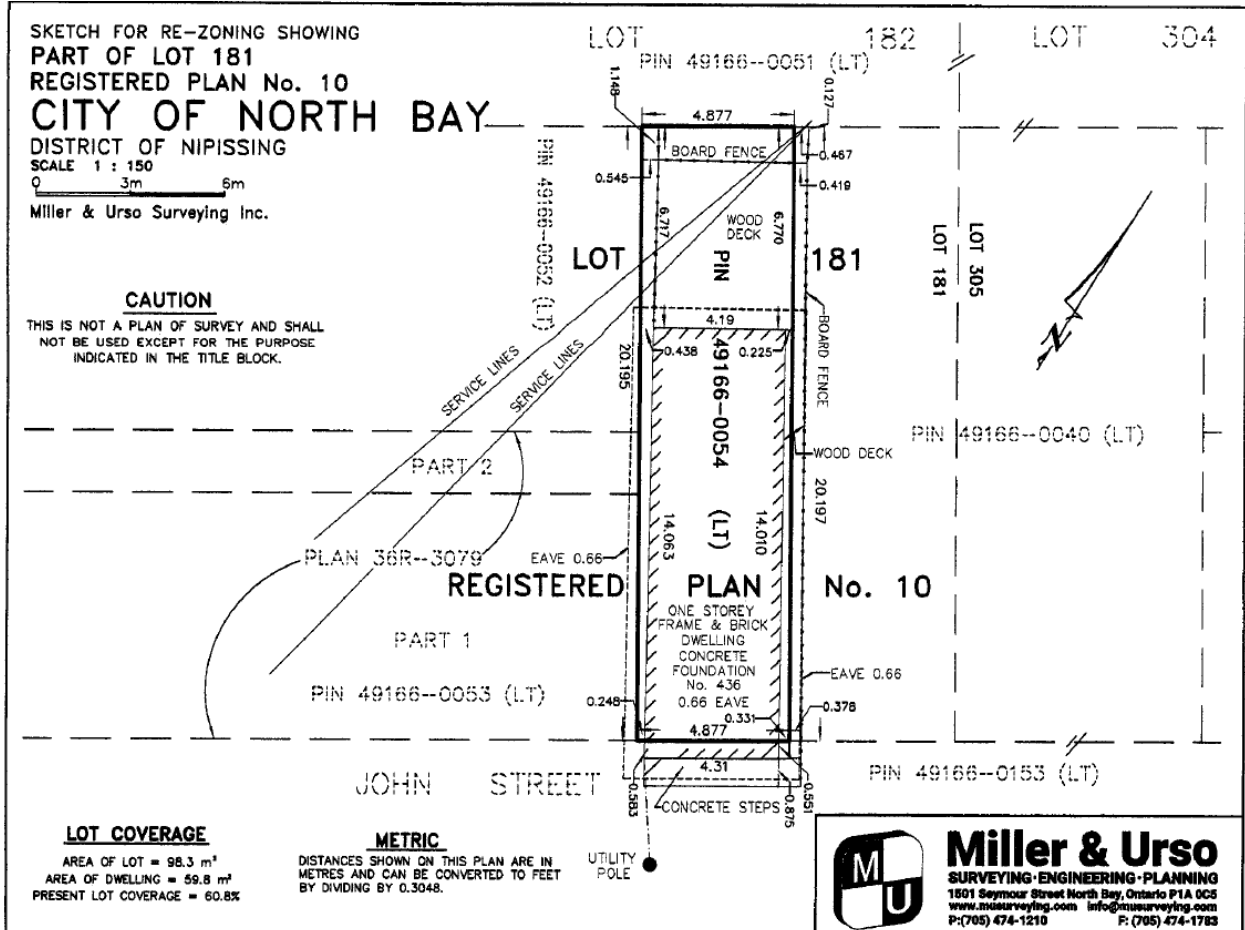 SKETCH FOR RE-ZONING SHOWING
PART OF LOT 181
REGISTERED PLAN No. 10
CITY OF NORTH BAY
DISTRICT OF NIPISSING
SCALE 1 : 150
0 3m 6m
Miller & Urso Surveying Inc.
LOT 182
LOT 304
PIN 49166--0051 (LT)
1.148
4.877
0.127
BOARD FENCE
0.467
0.545
0.419
PIN 49166--0052 (LT)
6.717
WOOD
DECK
6.770
LOT 181
PIN 49166-0054 (LT)
LOT 181
LOT 305
N
CAUTION
THIS IS NOT A PLAN OF SURVEY AND SHALL
NOT BE USED EXCEPT FOR THE PURPOSE
INDICATED IN THE TITLE BLOCK.
SERVICE LINES
SERVICE LINES
4.19
0.438
0.225
20.195
BOARD FENCE
PIN 49166--0040 (LT)
WOOD DECK
PART 2
20.197
14.063
14.010
PLAN 36R--3079
EAVE 0.66
REGISTERED PLAN No. 10
ONE STOREY
FRAME & BRICK
DWELLING
CONCRETE
FOUNDATION
No. 436
0.66 EAVE
PART 1
PIN 49166--0053 (LT)
EAVE 0.66
0.248
0.331
0.378
4.877
4.31
JOHN STREET
PIN 49166--0153 (LT)
0.583
CONCRETE STEPS
0.875
0.551
UTILITY
POLE
LOT COVERAGE
AREA OF LOT = 98.3 m²
AREA OF DWELLING = 59.8 m²
PRESENT LOT COVERAGE = 60.8%
METRIC
DISTANCES SHOWN ON THIS PLAN ARE IN
METRES AND CAN BE CONVERTED TO FEET
BY DIVIDING BY 0.3048.
M
U
Miller & Urso
SURVEYING·ENGINEERING·PLANNING
1501 Seymour Street North Bay, Ontario P1A 0C5
www.musurveying.com info@musurveying.com
P:(705) 474-1210 F: (705) 474-1783